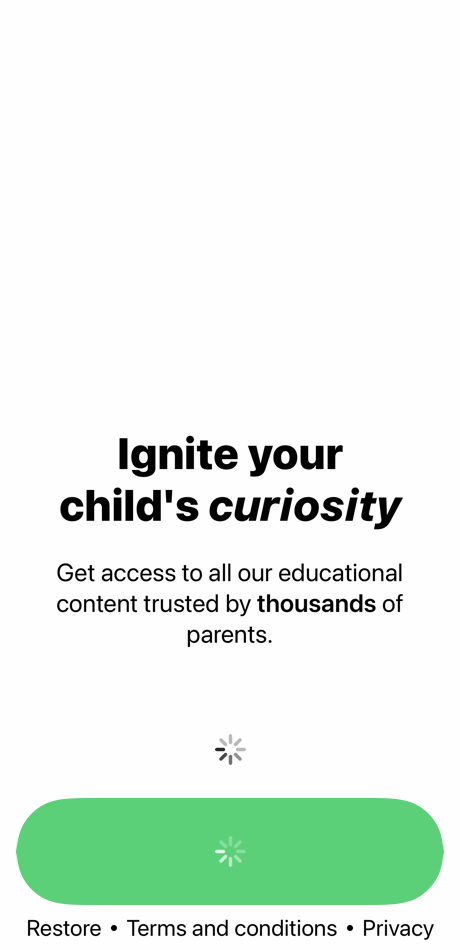 Ignite your
child's curiosity
Get access to all our educational
content trusted by thousands of
parents.
Restore • Terms and conditions • Privacy